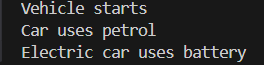 Vehicle starts
Car uses petrol
Electric car uses battery